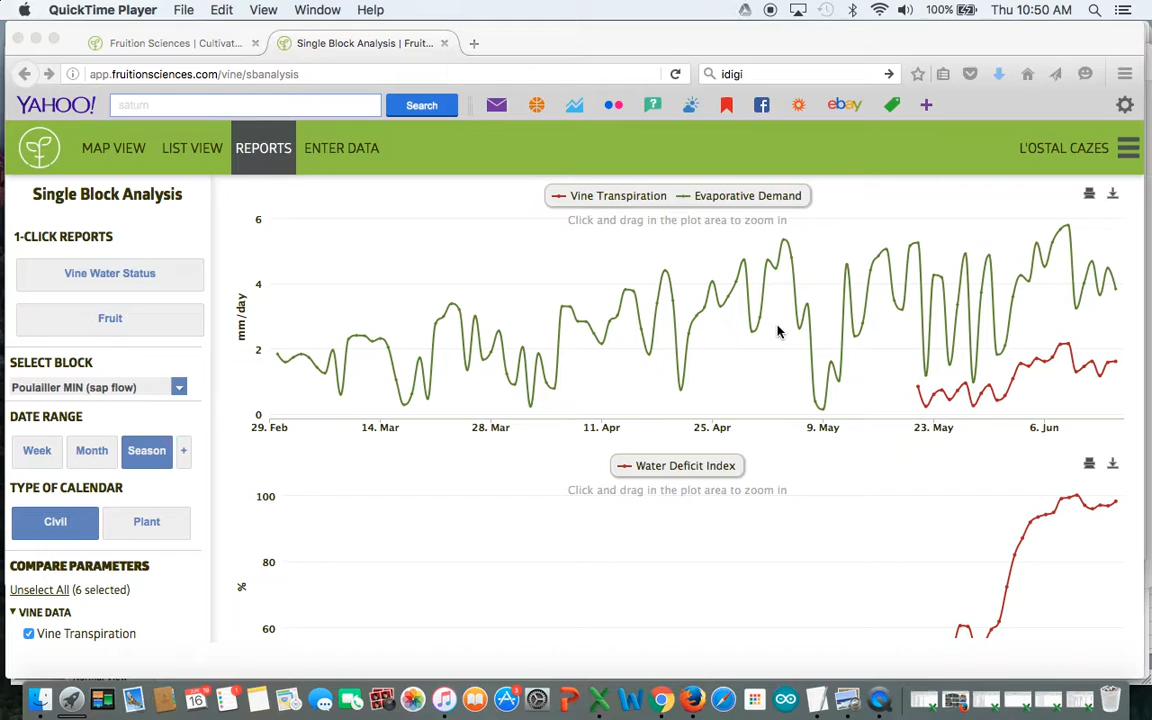 QuickTime Player File Edit View Window Help 100% Thu 10:50 AM
Fruition Sciences | Cultivat... × Single Block Analysis | Fruit... × +
app.fruitionsciences.com/vine/sbanalysis idigi
YAHOO! saturn Search ebay
MAP VIEW LIST VIEW REPORTS ENTER DATA L'OSTAL CAZES
Single Block Analysis
1-CLICK REPORTS
Vine Water Status
Fruit
SELECT BLOCK
Poulailler MIN (sap flow)
DATE RANGE
Week Month Season +
TYPE OF CALENDAR
Civil Plant
COMPARE PARAMETERS
Unselect All (6 selected)
VINE DATA
Vine Transpiration
Vine Transpiration Evaporative Demand
Click and drag in the plot area to zoom in
mm/day
6
4
2
0
29. Feb 14. Mar 28. Mar 11. Apr 25. Apr 9. May 23. May 6. Jun
Water Deficit Index
Click and drag in the plot area to zoom in
%
100
80
60
16